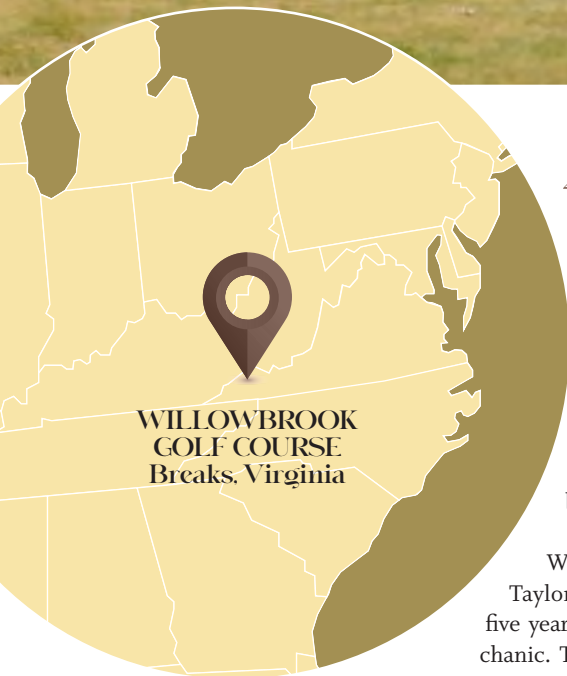 WILLOWBROOK
GOLF COURSE
Breaks, Virginia
Taylor
five year
chanic. T